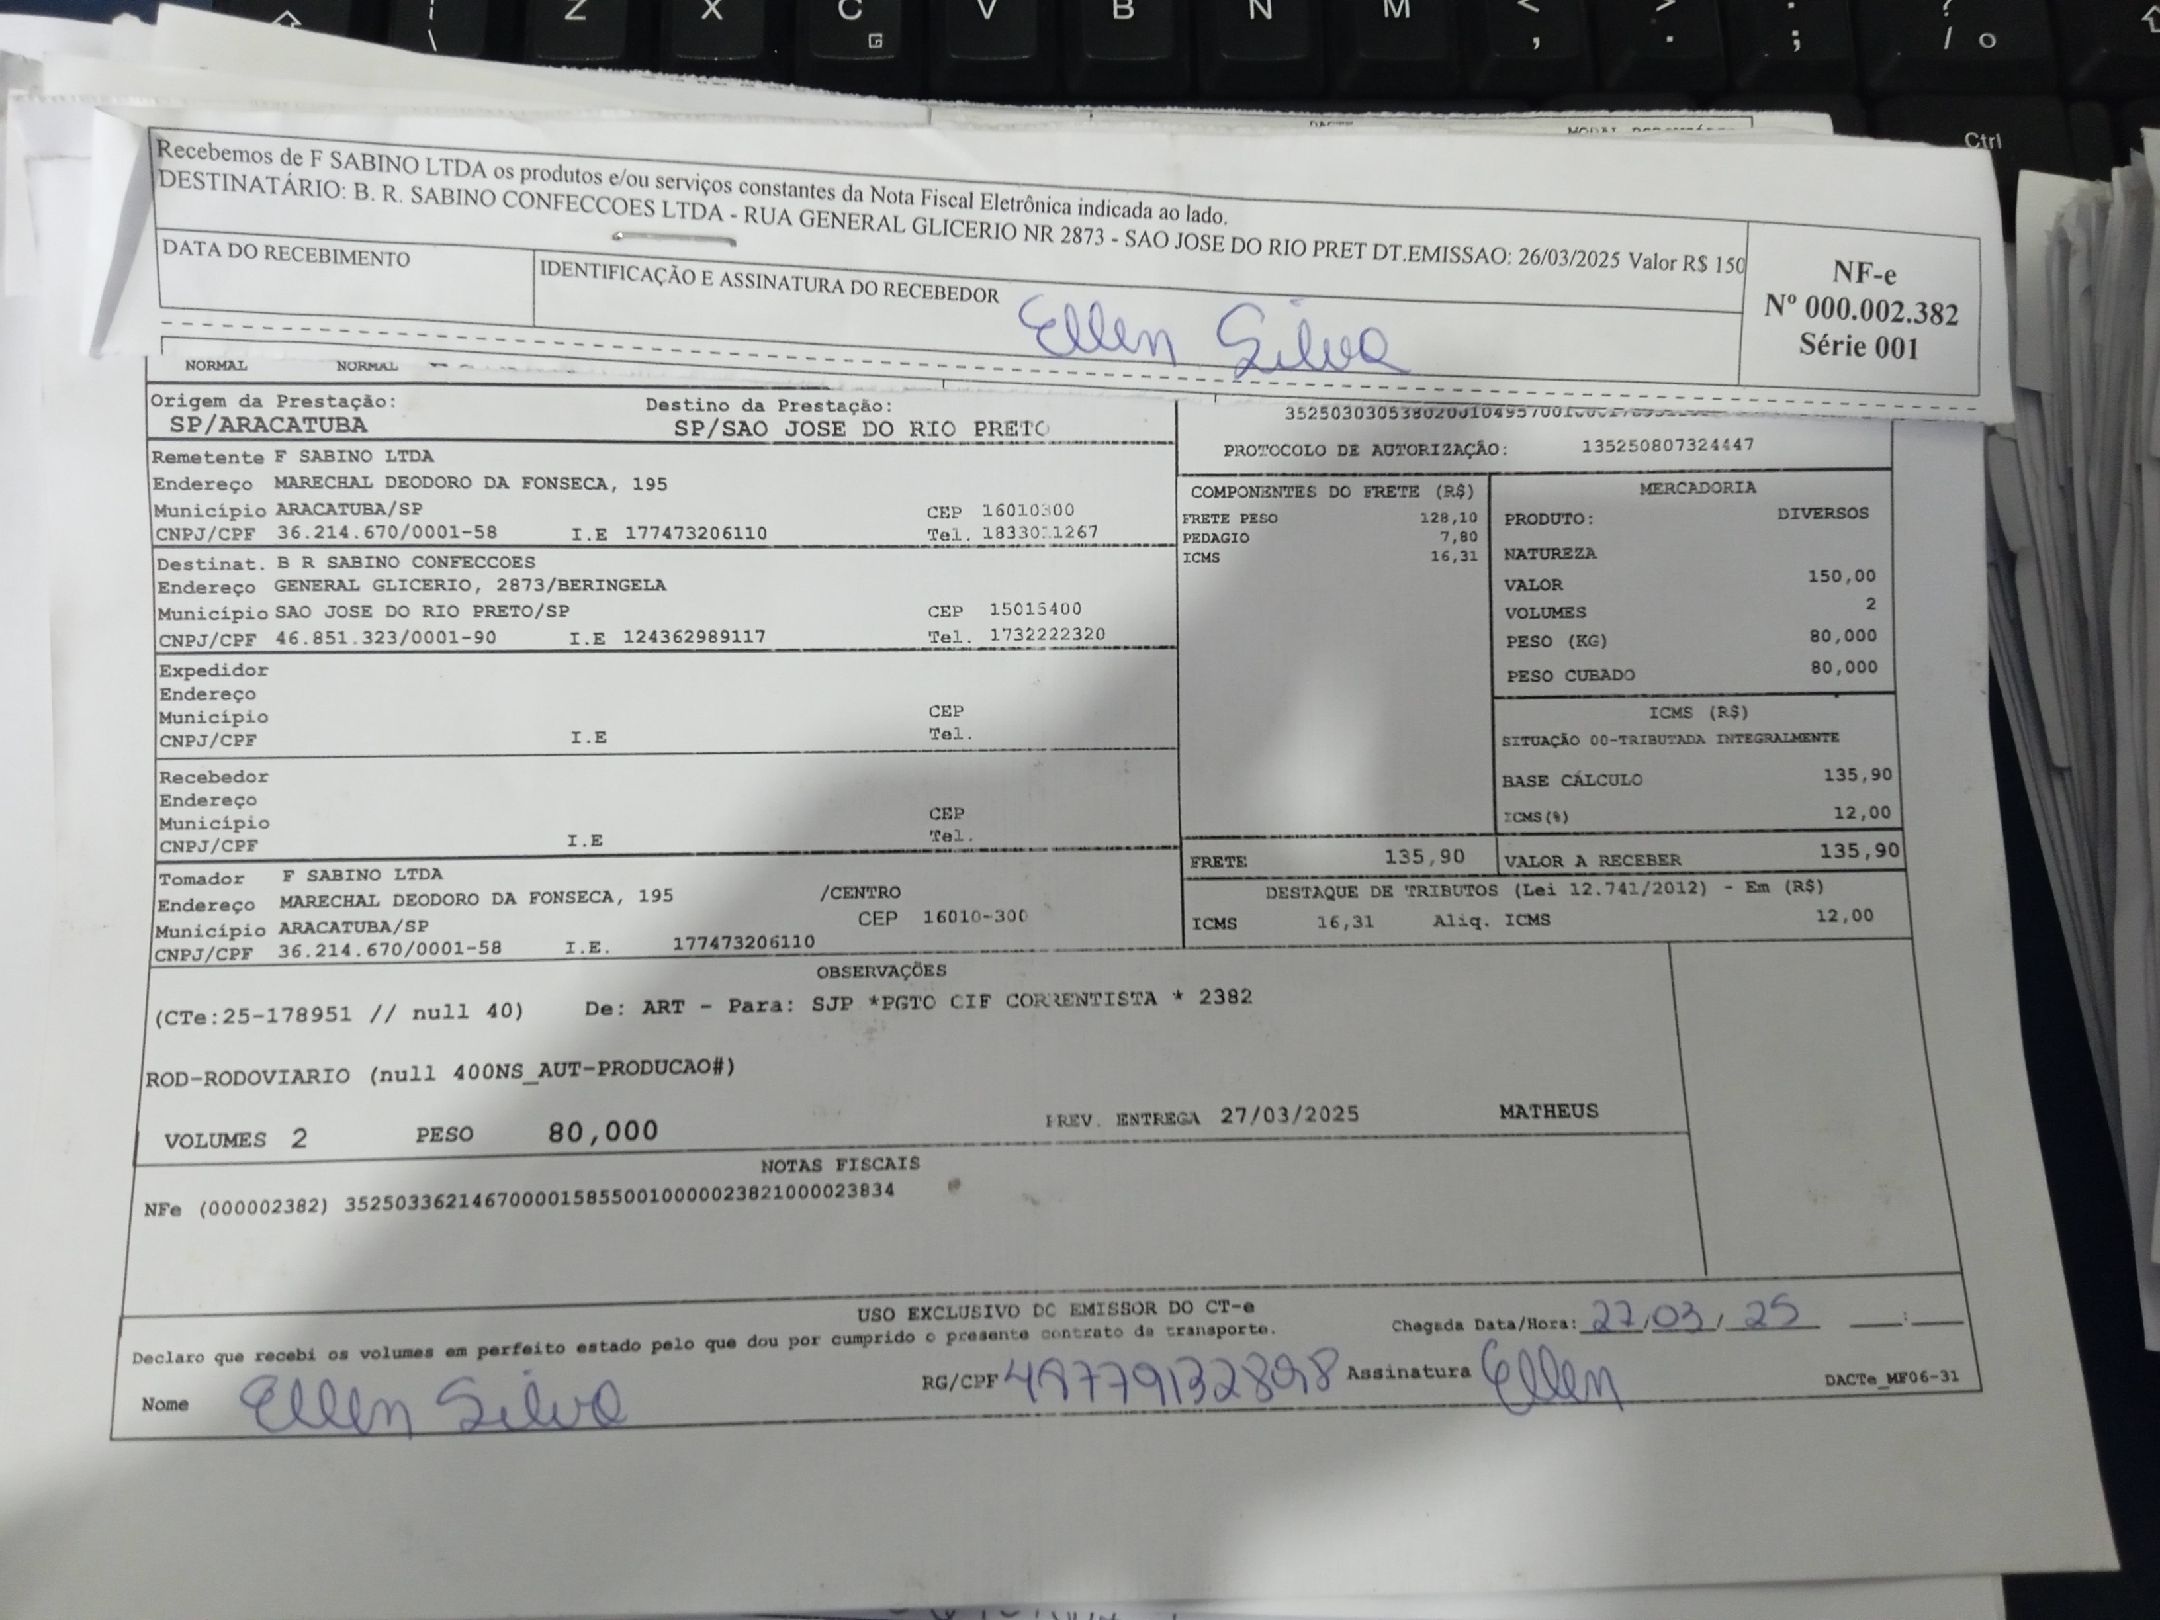 Z X C V B N M < > : ?
\ G , . ; / o
Ctrl
Recebemos de F SABINO LTDA os produtos e/ou serviços constantes da Nota Fiscal Eletrônica indicada ao lado.
DESTINATÁRIO: B. R. SABINO CONFECCOES LTDA - RUA GENERAL GLICERIO NR 2873 - SAO JOSE DO RIO PRET DT.EMISSAO: 26/03/2025 Valor R$ 150
DATA DO RECEBIMENTO
IDENTIFICAÇÃO E ASSINATURA DO RECEBEDOR
Ellen Silva
NF-e
Nº 000.002.382
Série 001
NORMAL NORMAL
Origem da Prestação: Destino da Prestação:
SP/ARACATUBA SP/SAO JOSE DO RIO PRETO
PROTOCOLO DE AUTORIZAÇÃO: 135250807324447
Remetente F SABINO LTDA
Endereço MARECHAL DEODORO DA FONSECA, 195
Município ARACATUBA/SP CEP 16010300
CNPJ/CPF 36.214.670/0001-58 I.E 177473206110 Tel.
Destinat. B R SABINO CONFECCOES
Endereço GENERAL GLICERIO, 2873/BERINGELA
Município SAO JOSE DO RIO PRETO/SP CEP 15015400
CNPJ/CPF 46.851.323/0001-90 I.E 124362989117 Tel. 1732222320
Expedidor
Endereço
Município CEP
CNPJ/CPF I.E Tel.
Recebedor
Endereço
Município CEP
CNPJ/CPF I.E Tel.
Tomador F SABINO LTDA
Endereço MARECHAL DEODORO DA FONSECA, 195 /CENTRO
Município ARACATUBA/SP CEP 16010-300
CNPJ/CPF 36.214.670/0001-58 I.E. 177473206110
COMPONENTES DO FRETE (R$)
FRETE PESO 128,10
PEDAGIO 7,80
ICMS 16,31
MERCADORIA
PRODUTO: DIVERSOS
NATUREZA
VALOR 150,00
VOLUMES 2
PESO (KG) 80,000
PESO CUBADO 80,000
ICMS (R$)
SITUAÇÃO 00-TRIBUTADA INTEGRALMENTE
BASE CÁLCULO 135,90
ICMS(%) 12,00
FRETE 135,90 VALOR A RECEBER 135,90
DESTAQUE DE TRIBUTOS (Lei 12.741/2012) - Em (R$)
ICMS 16,31 Aliq. ICMS 12,00
OBSERVAÇÕES
(CTe:25-178951 // null 40) De: ART - Para: SJP *PGTO CIF CORRENTISTA * 2382
ROD-RODOVIARIO (null 400NS_AUT-PRODUCAO#)
VOLUMES 2 PESO 80,000 PREV. ENTREGA 27/03/2025 MATHEUS
NOTAS FISCAIS
NFe (000002382) 35250336214670000158550010000023821000023834
USO EXCLUSIVO DO EMISSOR DO CT-e
Declaro que recebi os volumes em perfeito estado pelo que dou por cumprido o presente contrato de transporte. Chegada Data/Hora: 27/03/25 __:__
Nome Ellen Silva RG/CPF 49779132898 Assinatura Ellen DACTe_MF06-31